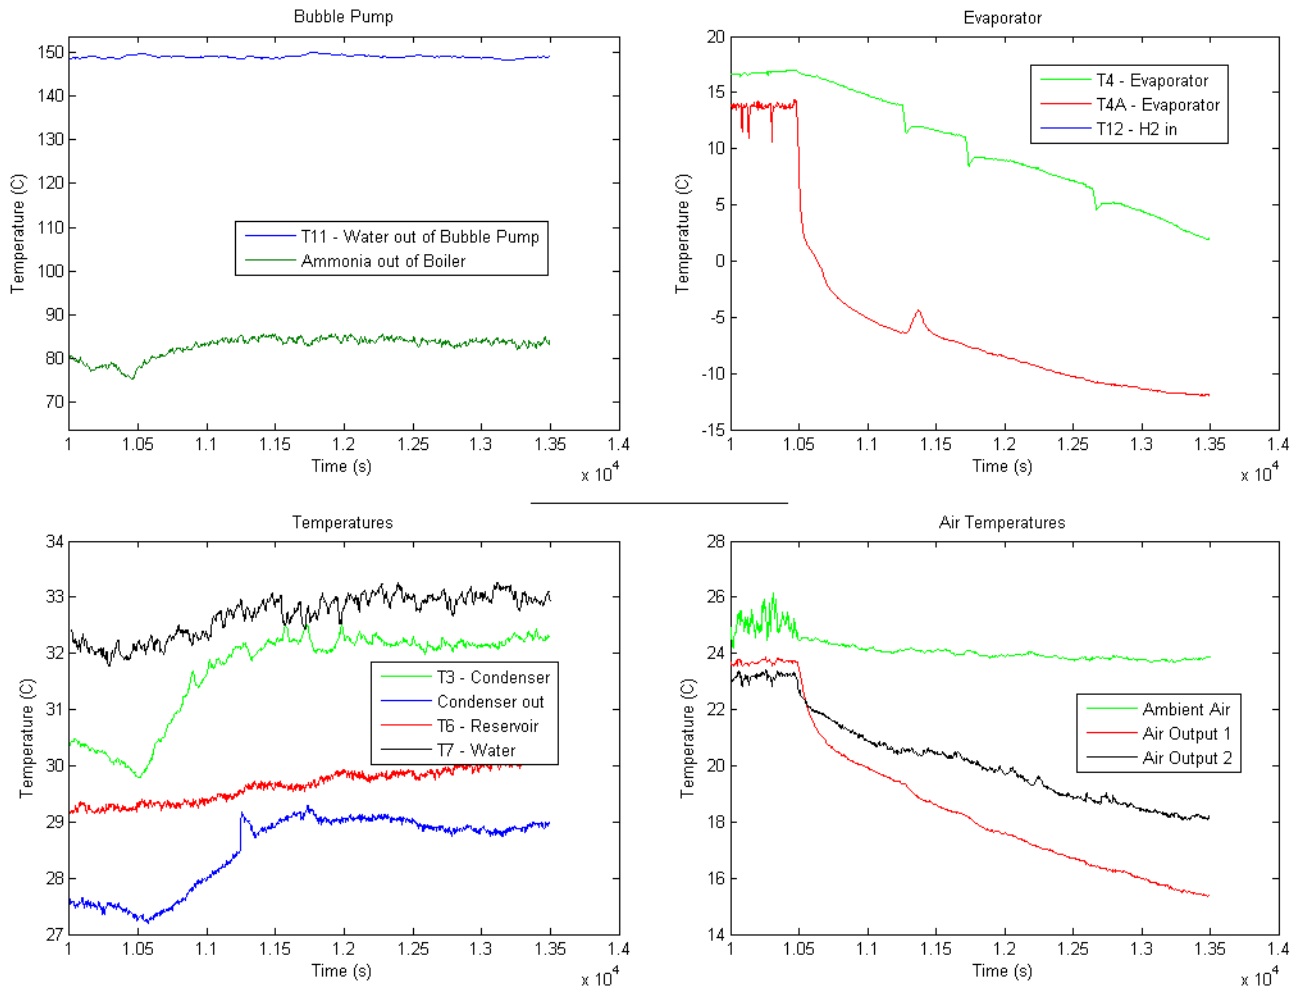 Bubble Pump
150
140
130
120
110
100
90
80
70
Temperature (C)
T11 - Water out of Bubble Pump
Ammonia out of Boiler
1 1.05 1.1 1.15 1.2 1.25 1.3 1.35 1.4
Time (s)
x 10^4
Evaporator
20
15
10
5
0
-5
-10
-15
Temperature (C)
T4 - Evaporator
T4A - Evaporator
T12 - H2 in
1 1.05 1.1 1.15 1.2 1.25 1.3 1.35 1.4
Time (s)
x 10^4
Temperatures
34
33
32
31
30
29
28
27
Temperature (C)
T3 - Condenser
Condenser out
T6 - Reservoir
T7 - Water
1 1.05 1.1 1.15 1.2 1.25 1.3 1.35 1.4
Time (s)
x 10^4
Air Temperatures
28
26
24
22
20
18
16
14
Temperature (C)
Ambient Air
Air Output 1
Air Output 2
1 1.05 1.1 1.15 1.2 1.25 1.3 1.35 1.4
Time (s)
x 10^4